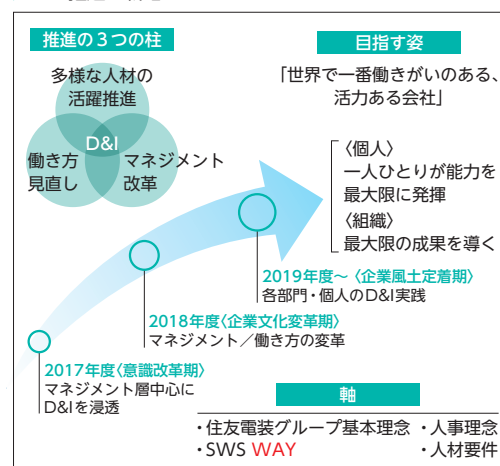 推進の3つの柱
多様な人材の
活躍推進
D&I
働き方
見直し
マネジメント
改革
目指す姿
「世界で一番働きがいのある、
活力ある会社」
〈個人〉
一人ひとりが能力を
最大限に発揮
〈組織〉
最大限の成果を導く
2019年度～〈企業風土定着期〉
各部門・個人のD&I実践
2018年度〈企業文化変革期〉
マネジメント／働き方の変革
2017年度〈意識改革期〉
マネジメント層中心に
D&Iを浸透
軸
・住友電装グループ基本理念 ・人事理念
・SWS WAY ・人材要件